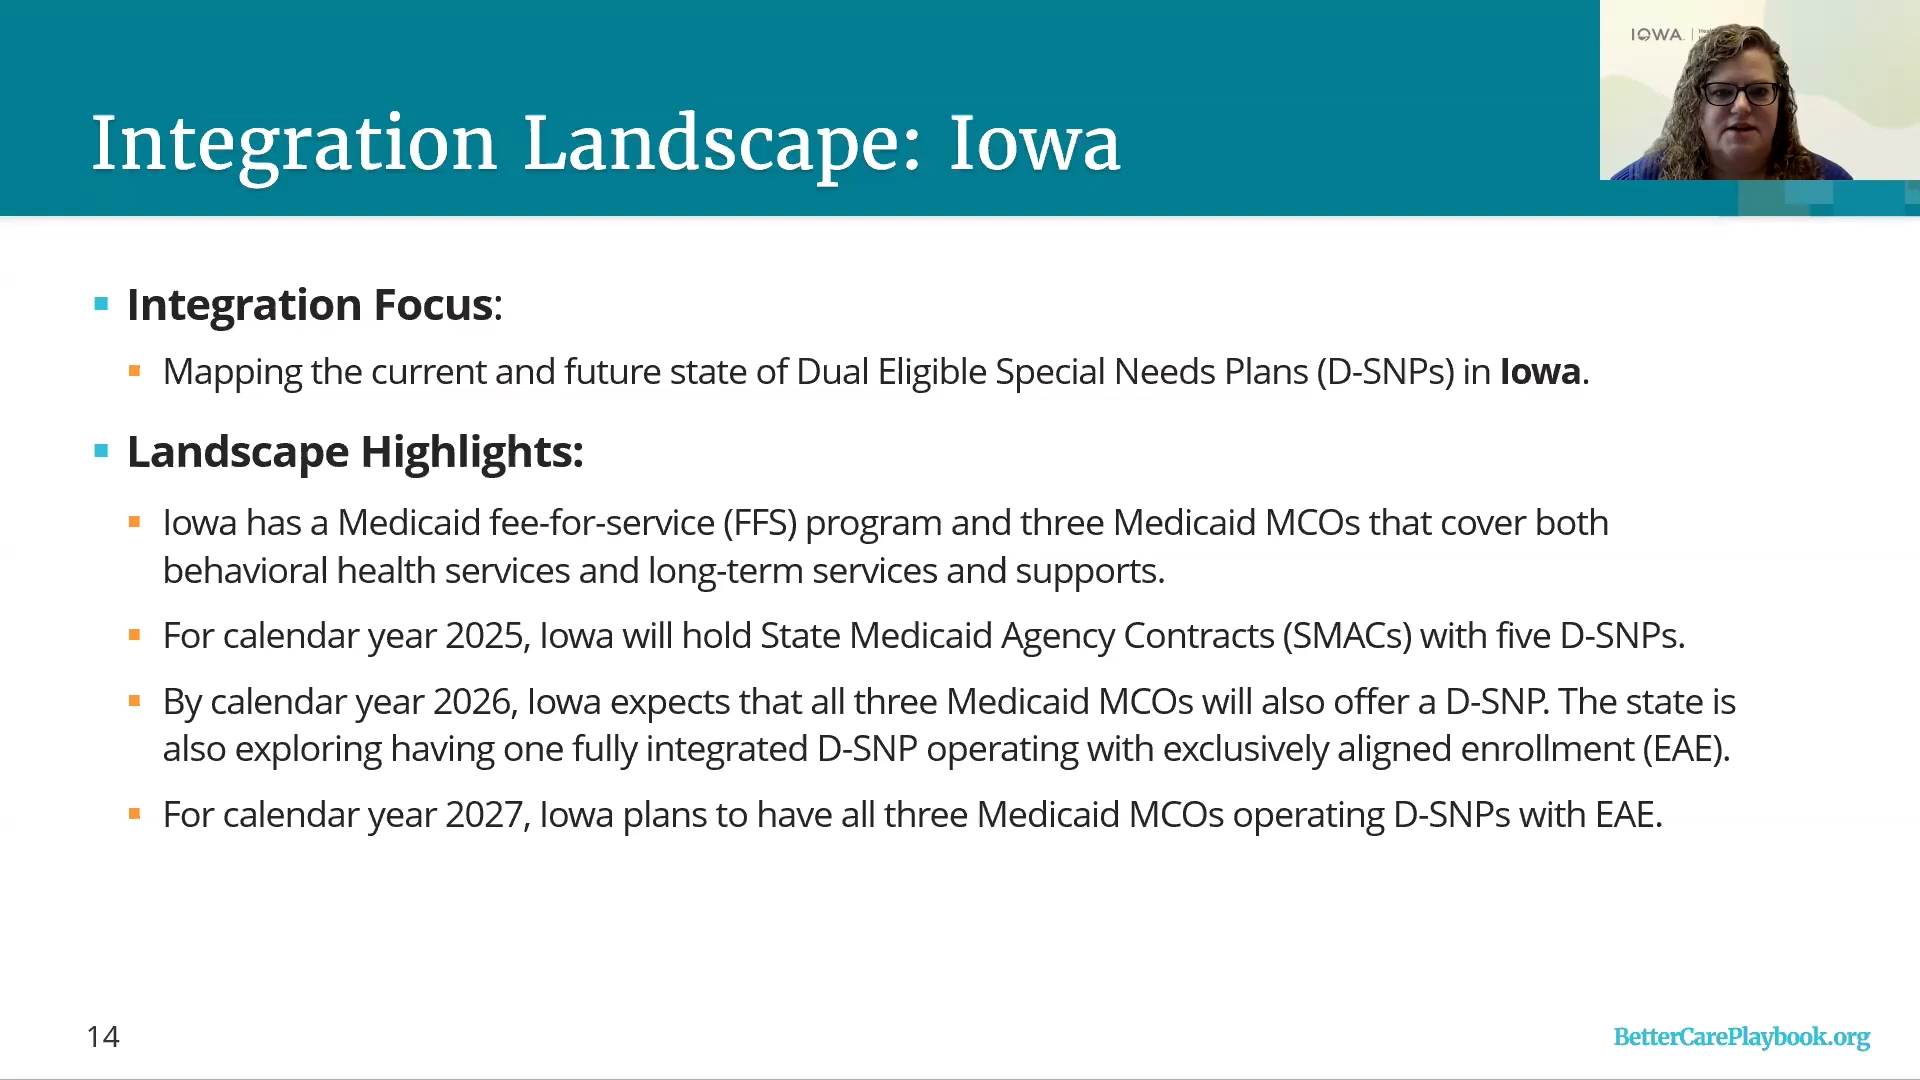 IOWA
Integration Landscape: Iowa
Integration Focus:
Mapping the current and future state of Dual Eligible Special Needs Plans (D-SNPs) in Iowa.
Landscape Highlights:
Iowa has a Medicaid fee-for-service (FFS) program and three Medicaid MCOs that cover both
behavioral health services and long-term services and supports.
For calendar year 2025, Iowa will hold State Medicaid Agency Contracts (SMACs) with five D-SNPs.
By calendar year 2026, Iowa expects that all three Medicaid MCOs will also offer a D-SNP. The state is
also exploring having one fully integrated D-SNP operating with exclusively aligned enrollment (EAE).
For calendar year 2027, Iowa plans to have all three Medicaid MCOs operating D-SNPs with EAE.
14
BetterCarePlaybook.org